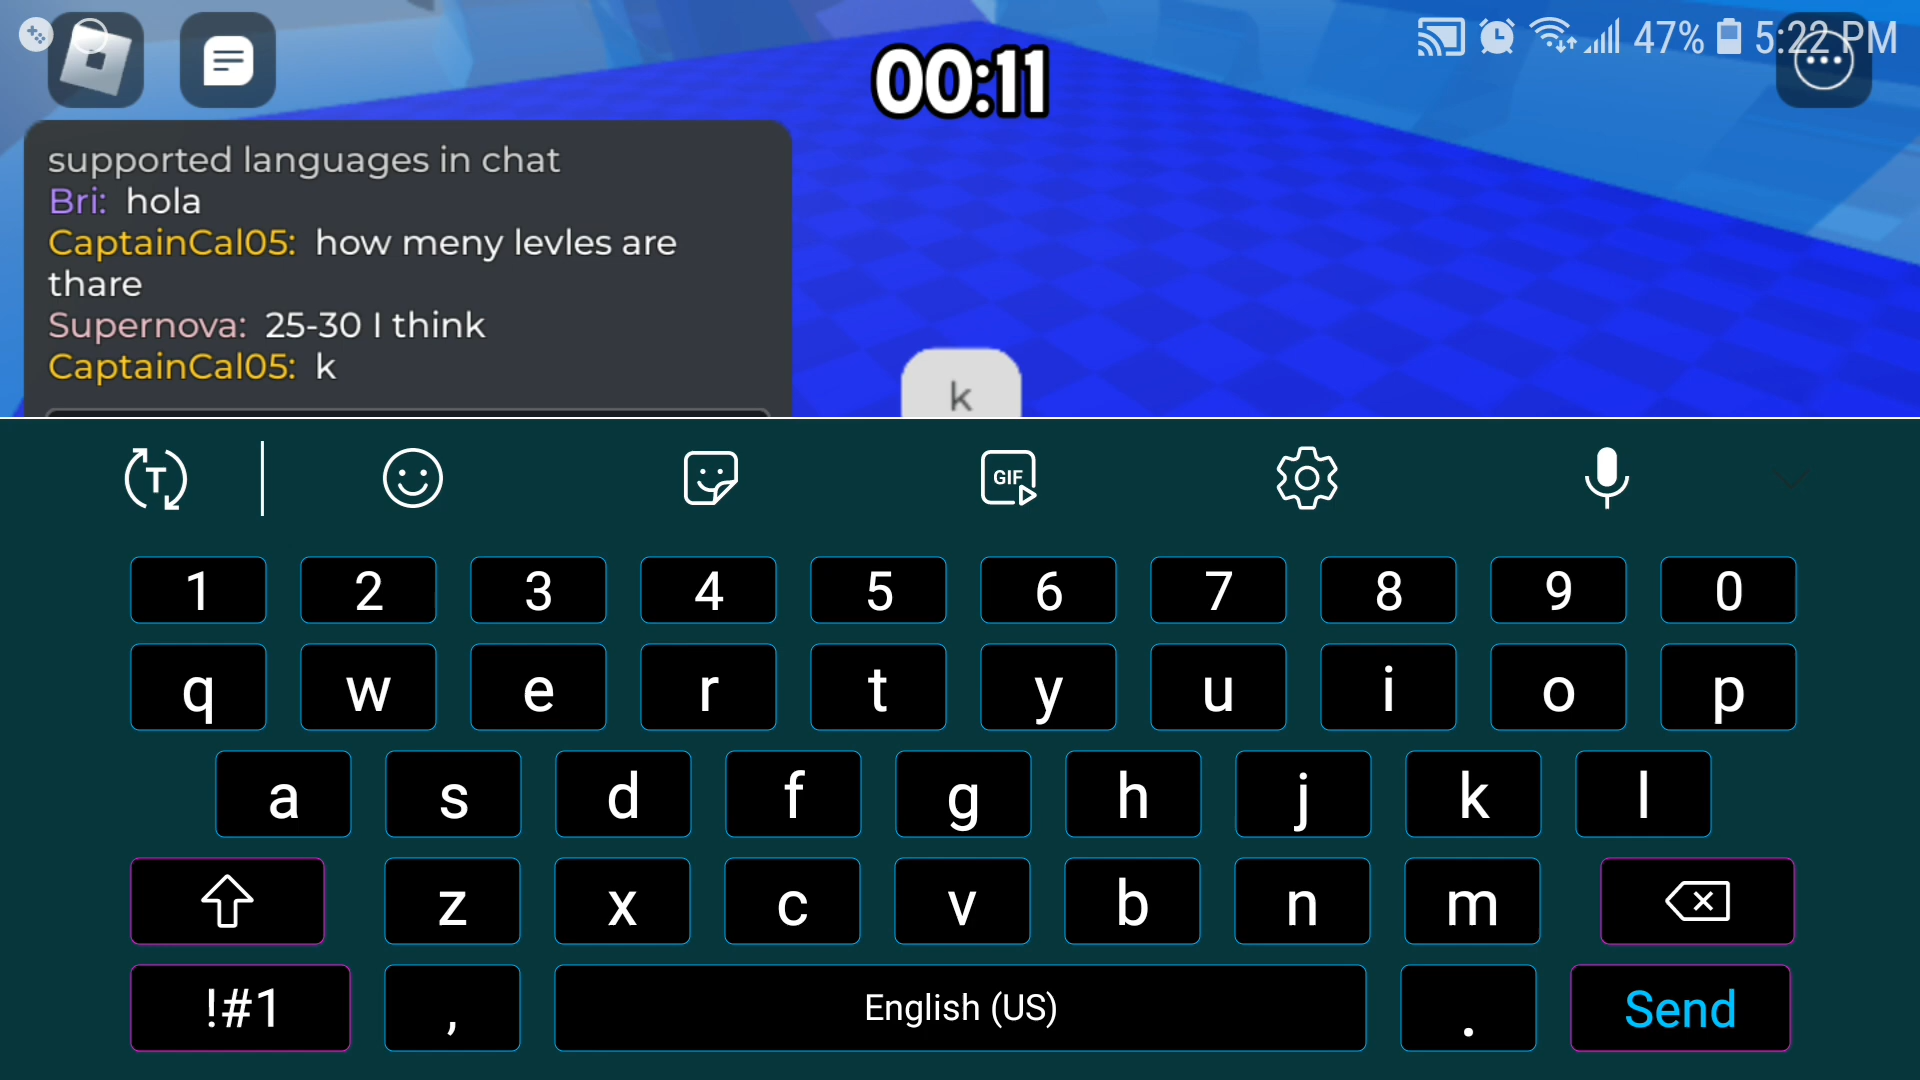 47% 5:22 PM
00:11
supported languages in chat
Bri: hola
CaptainCal05: how meny levles are
thare
Supernova: 25-30 I think
CaptainCal05: k
k
T GIF
1 2 3 4 5 6 7 8 9 0
q w e r t y u i o p
a s d f g h j k l
z x c v b n m
!#1 , English (US) . Send